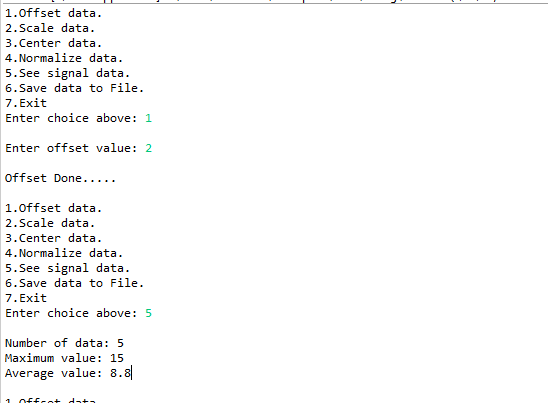 1.Offset data.
2.Scale data.
3.Center data.
4.Normalize data.
5.See signal data.
6.Save data to File.
7.Exit
Enter choice above: 1
Enter offset value: 2
Offset Done.....
1.Offset data.
2.Scale data.
3.Center data.
4.Normalize data.
5.See signal data.
6.Save data to File.
7.Exit
Enter choice above: 5
Number of data: 5
Maximum value: 15
Average value: 8.8
1.Offset data.